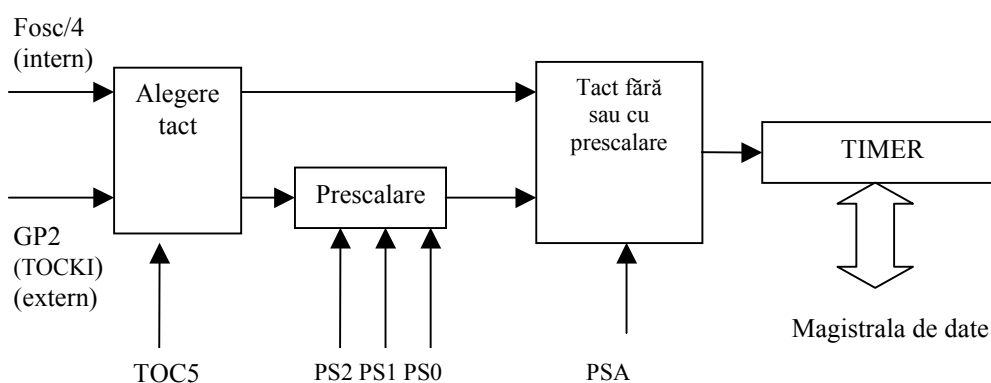 Fosc/4
(intern)
Alegere
tact
Tact fără
sau cu
prescalare
TIMER
Prescalare
GP2
(TOCKI)
(extern)
Magistrala de date
TOC5
PS2 PS1 PS0
PSA